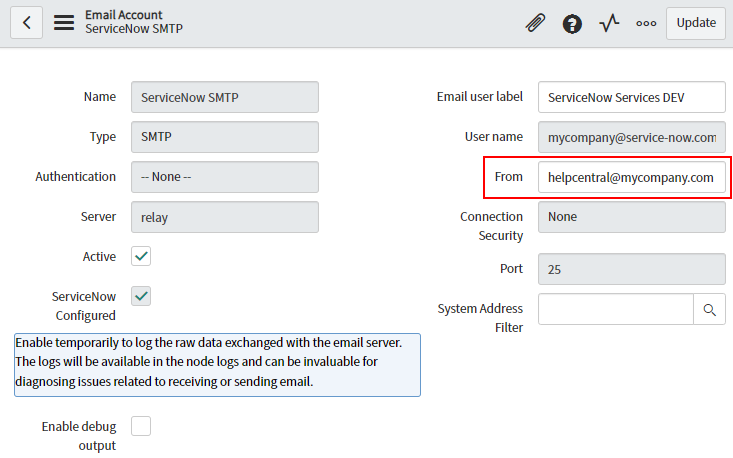 Email Account
ServiceNow SMTP
Update
Name
ServiceNow SMTP
Type
SMTP
Authentication
-- None --
Server
relay
Active
ServiceNow
Configured
Enable temporarily to log the raw data exchanged with the email server.
The logs will be available in the node logs and can be invaluable for
diagnosing issues related to receiving or sending email.
Enable debug
output
Email user label
ServiceNow Services DEV
User name
mycompany@service-now.com
From
helpcentral@mycompany.com
Connection
Security
None
Port
25
System Address
Filter